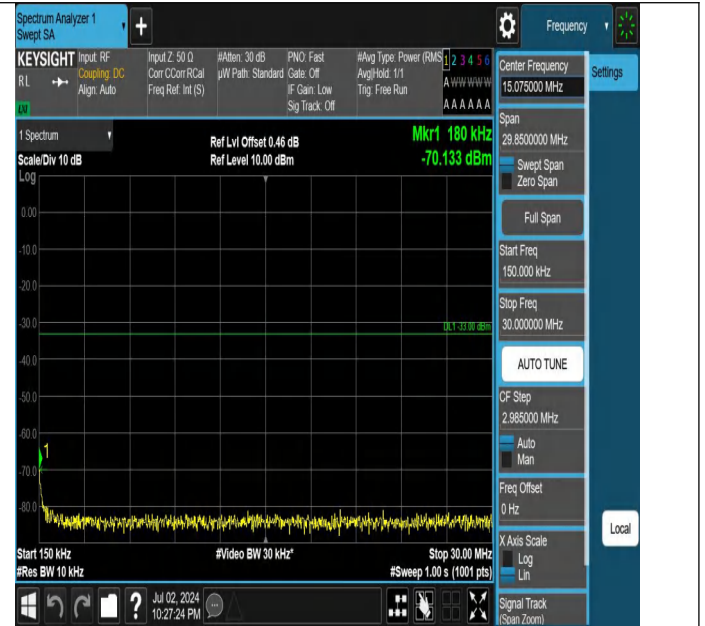 Spectrum Analyzer 1
Swept SA
Frequency
KEYSIGHT
RL
Input: RF
Coupling: DC
Align: Auto
Input Z: 50 Ω
Corr CCorr RCal
Freq Ref: Int (S)
#Atten: 30 dB
µW Path: Standard
PNO: Fast
Gate: Off
IF Gain: Low
Sig Track: Off
#Avg Type: Power (RMS
Avg|Hold: 1/1
Trig: Free Run
1 2 3 4 5 6
A W W W W W
A A A A A A
1 Spectrum
Scale/Div 10 dB
Ref Lvl Offset 0.46 dB
Ref Level 10.00 dBm
Mkr1 180 kHz
-70.133 dBm
Log
0.00
-10.0
-20.0
-30.0
DL1 -33.00 dBm
-40.0
-50.0
-60.0
1
-70.0
-80.0
Start 150 kHz
#Video BW 30 kHz*
Stop 30.00 MHz
#Res BW 10 kHz
#Sweep 1.00 s (1001 pts)
Center Frequency
15.075000 MHz
Settings
Span
29.8500000 MHz
Swept Span
Zero Span
Full Span
Start Freq
150.000 kHz
Stop Freq
30.000000 MHz
AUTO TUNE
CF Step
2.985000 MHz
Auto
Man
Freq Offset
0 Hz
X Axis Scale
Log
Lin
Local
Signal Track
(Span Zoom)
?
Jul 02, 2024
10:27:24 PM